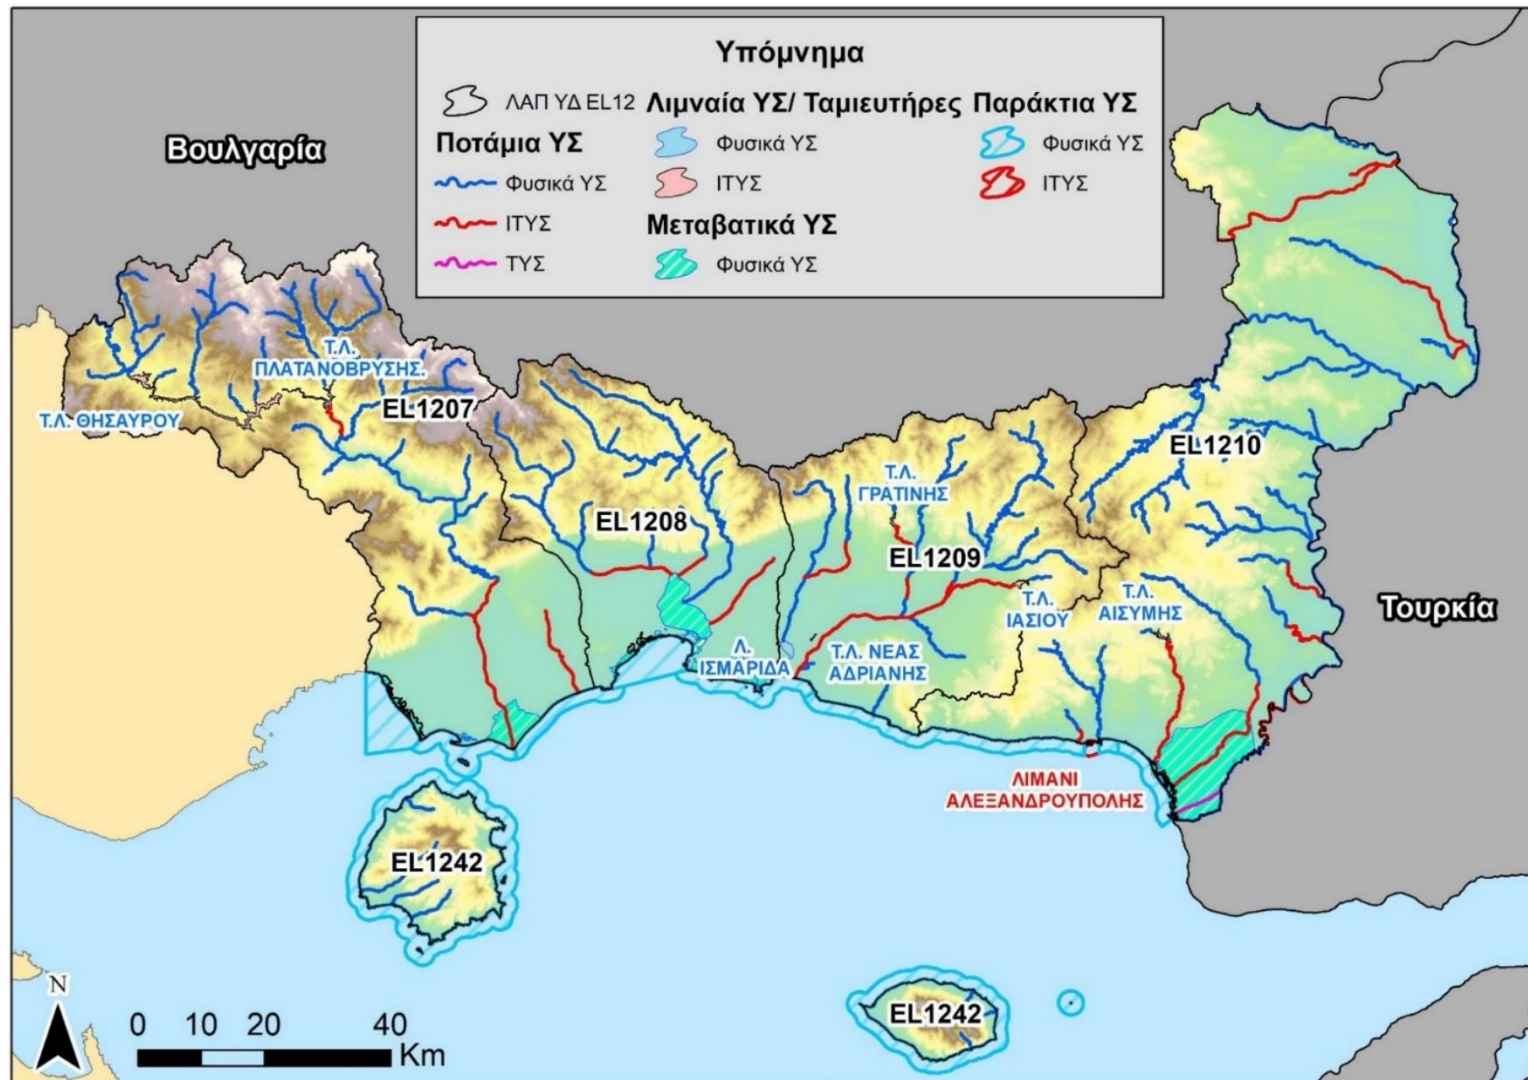 Υπόμνημα
ΛΑΠ ΥΔ EL12
Ποτάμια ΥΣ
Φυσικά ΥΣ
ΙΤΥΣ
ΤΥΣ
Λιμναία ΥΣ/ Ταμιευτήρες
Φυσικά ΥΣ
ΙΤΥΣ
Μεταβατικά ΥΣ
Φυσικά ΥΣ
Παράκτια ΥΣ
Φυσικά ΥΣ
ΙΤΥΣ
Βουλγαρία
Τ.Λ.
ΠΛΑΤΑΝΟΒΡΥΣΗΣ.
Τ.Λ. ΘΗΣΑΥΡΟΥ
EL1207
EL1208
Τ.Λ.
ΓΡΑΤΙΝΗΣ
EL1209
EL1210
Τ.Λ.
ΙΑΣΙΟΥ
Τ.Λ.
ΑΙΣΥΜΗΣ
Τουρκία
Λ.
ΙΣΜΑΡΙΔΑ
Τ.Λ. ΝΕΑΣ
ΑΔΡΙΑΝΗΣ
ΛΙΜΑΝΙ
ΑΛΕΞΑΝΔΡΟΥΠΟΛΗΣ
EL1242
EL1242
N
0 10 20 40
Km